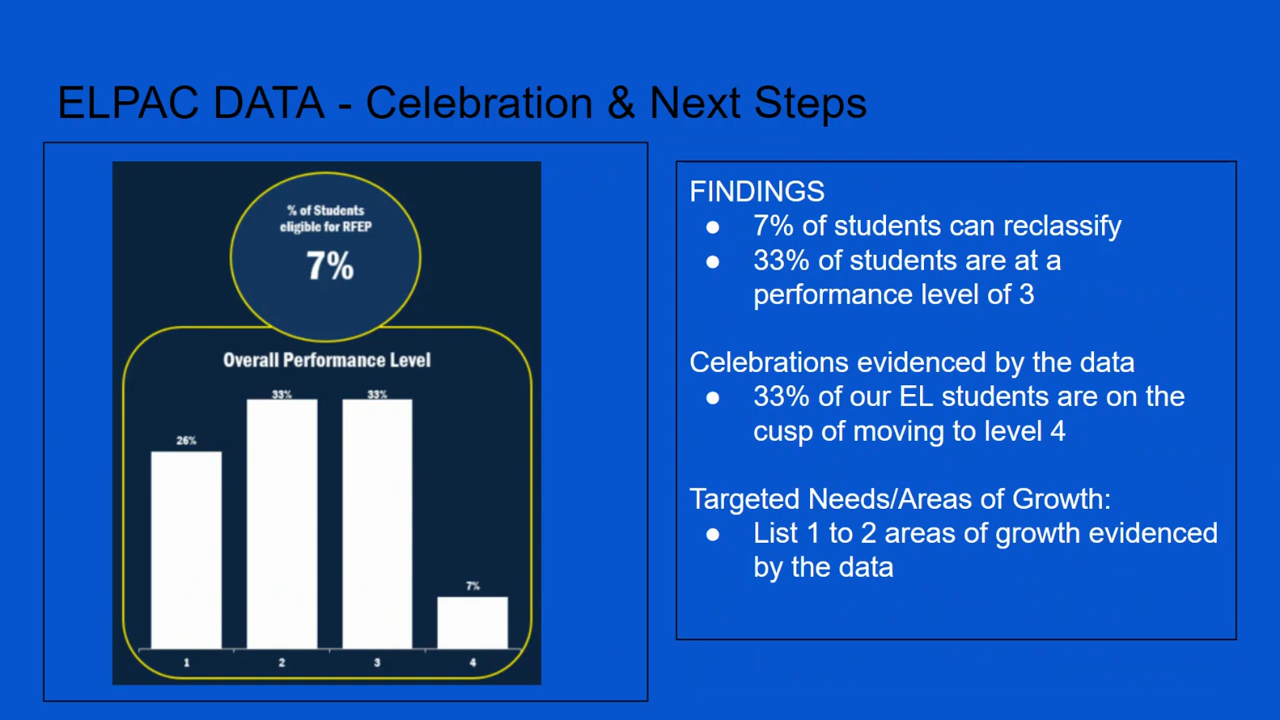 ELPAC DATA - Celebration & Next Steps
% of Students
eligible for RFEP
7%
Overall Performance Level
26%
33%
33%
7%
1
2
3
4
FINDINGS
● 7% of students can reclassify
● 33% of students are at a
performance level of 3
Celebrations evidenced by the data
● 33% of our EL students are on the
cusp of moving to level 4
Targeted Needs/Areas of Growth:
● List 1 to 2 areas of growth evidenced
by the data